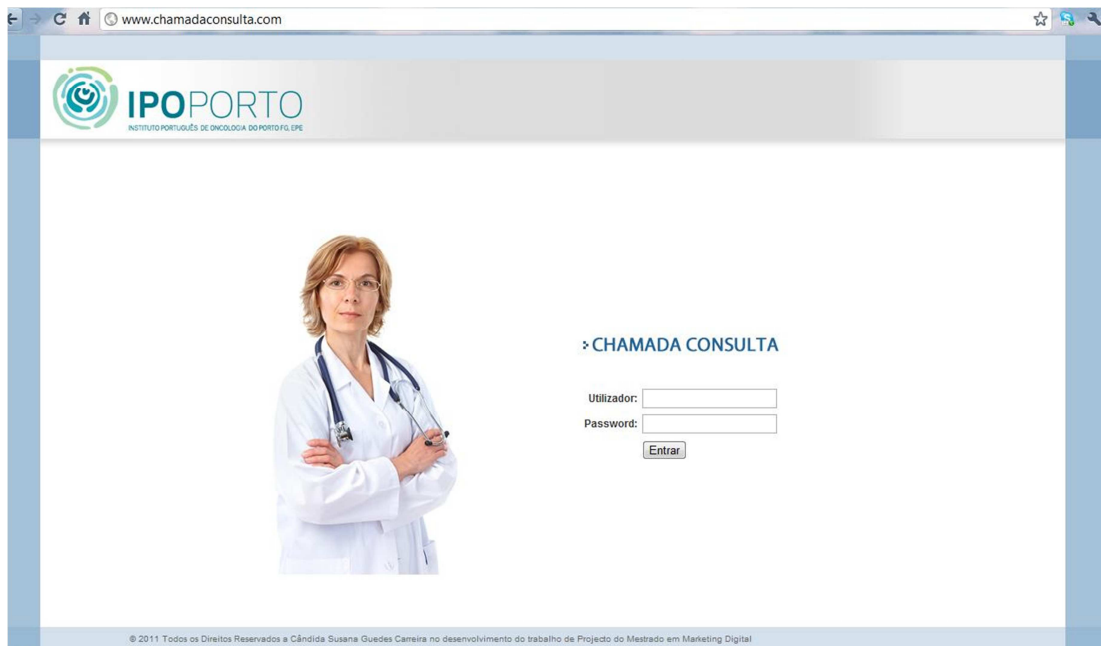 www.chamadaconsulta.com
IPOPORTO
INSTITUTO PORTUGUÊS DE ONCOLOGIA DO PORTO FG, EPE
CHAMADA CONSULTA
Utilizador:
Password:
Entrar
© 2011 Todos os Direitos Reservados a Cândida Susana Guedes Carreira no desenvolvimento do trabalho de Projecto do Mestrado em Marketing Digital